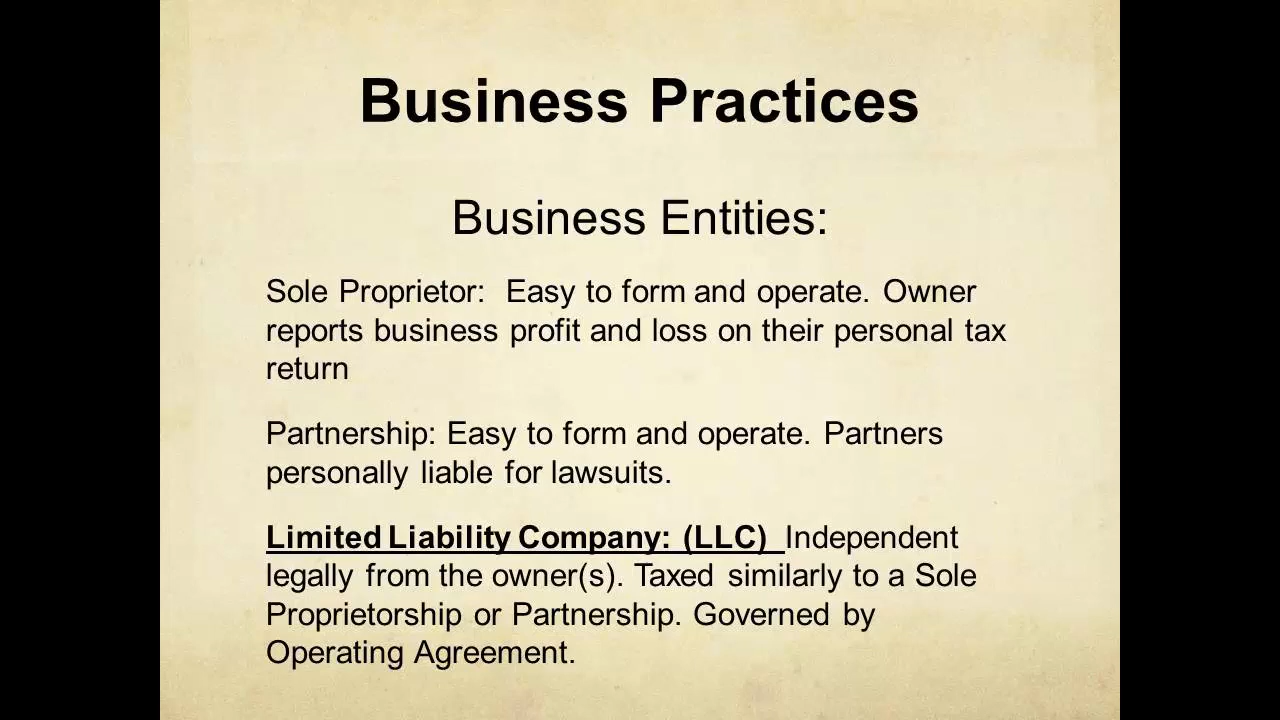 Business Practices
Business Entities:
Sole Proprietor:  Easy to form and operate. Owner
reports business profit and loss on their personal tax
return
Partnership: Easy to form and operate. Partners
personally liable for lawsuits.
Limited Liability Company: (LLC)  Independent
legally from the owner(s). Taxed similarly to a Sole
Proprietorship or Partnership. Governed by
Operating Agreement.